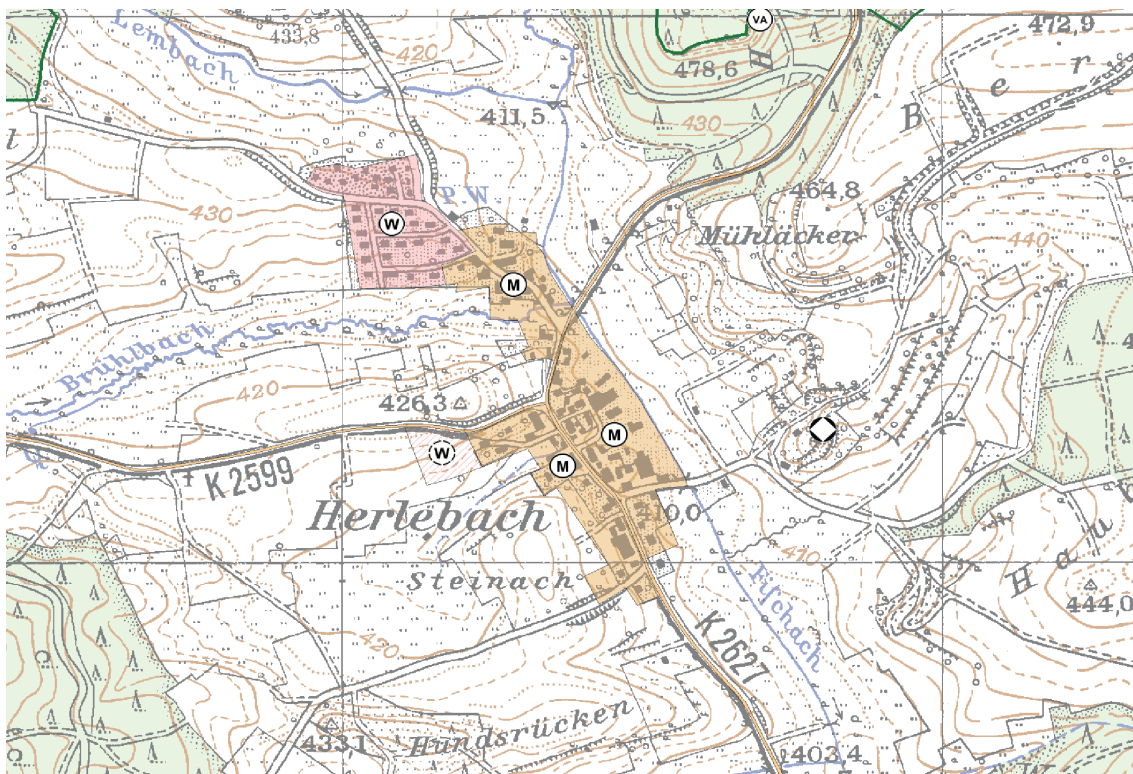 VA
472,9
Lembach
433,8
420
478,6
H
411,5
430
B e r
l
464,8
P.W.
430
W
Mühläcker
440
M
Brühlbach
420
426,3
W
M
M
K 2599
Herlebach
410,0
410
Steinach
Fischach
H a u
444,0
K 2627
420
433,1
Hundsrücken
403,4